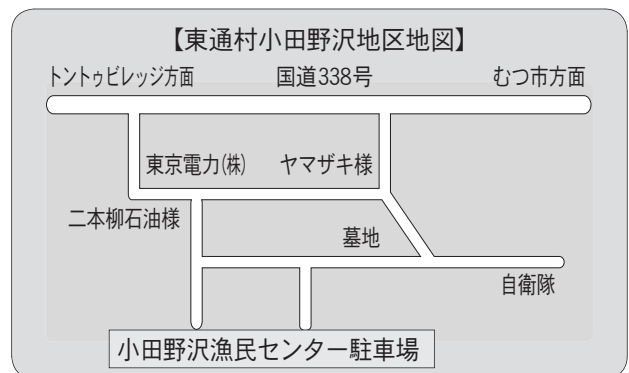 【東通村小田野沢地区地図】
トントゥビレッジ方面 国道338号 むつ市方面
東京電力㈱ ヤマザキ様
二本柳石油様
墓地
自衛隊
小田野沢漁民センター駐車場